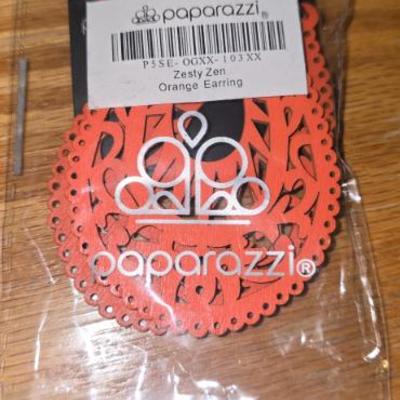 paparazzi®
P5SE-OGXX-103XX
Zesty Zen
Orange Earring
paparazzi®